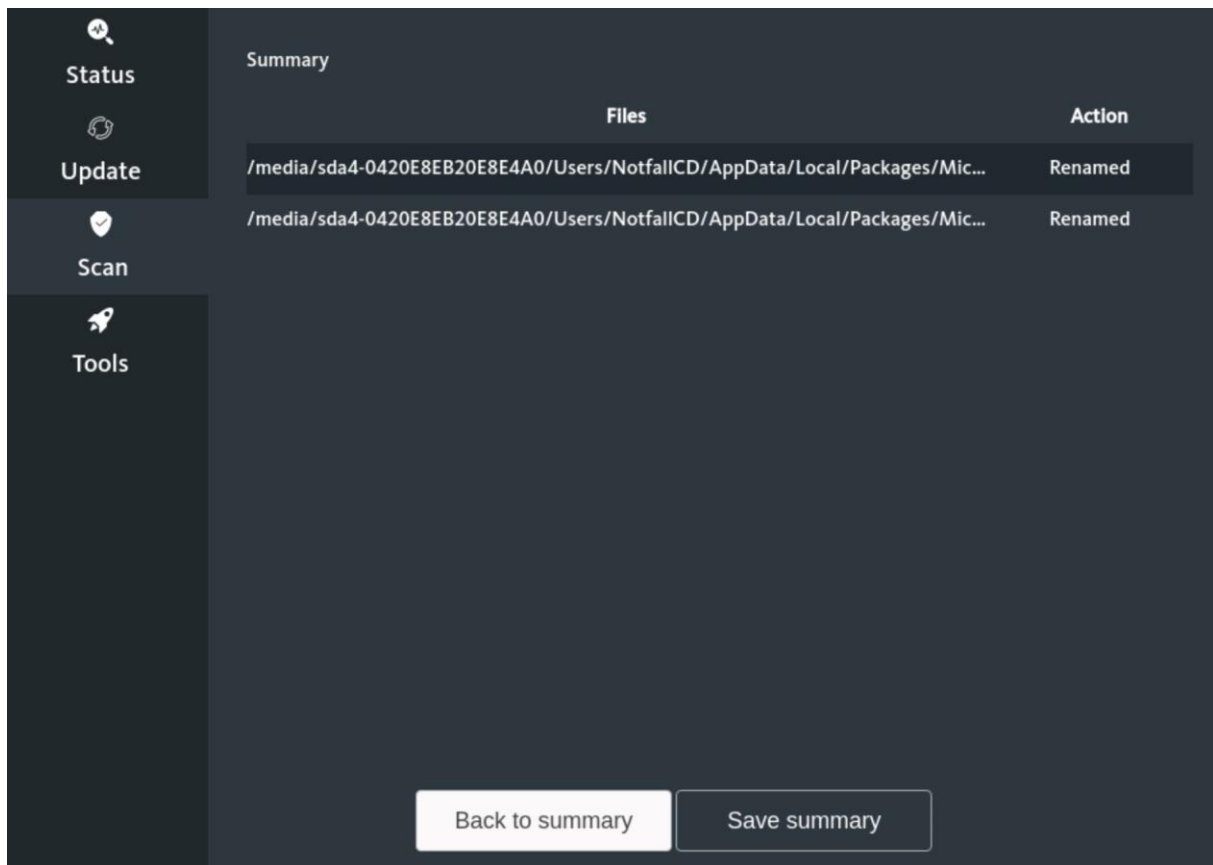 Status
Update
Scan
Tools
Summary
Files Action
/media/sda4-0420E8EB20E8E4A0/Users/NotfallCD/AppData/Local/Packages/Mic... Renamed
/media/sda4-0420E8EB20E8E4A0/Users/NotfallCD/AppData/Local/Packages/Mic... Renamed
Back to summary Save summary